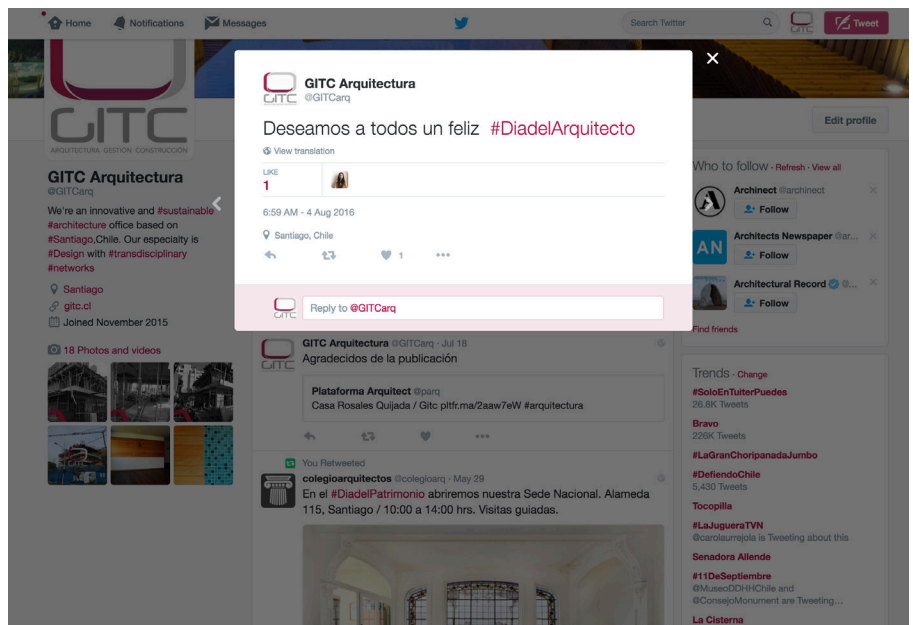 Home
Notifications
Messages
Search Twitter
GITC
Tweet
GITC
ARQUITECTURA GESTIÓN CONSTRUCCIÓN
GITC Arquitectura
@GITCarq
We're an innovative and #sustainable
#architecture office based on
#Santiago,Chile. Our especialty is
#Design with #transdisciplinary
#networks
Santiago
gitc.cl
Joined November 2015
18 Photos and videos
GITC
GITC Arquitectura
@GITCarq
Deseamos a todos un feliz #DiadelArquitecto
View translation
LIKE
1
6:59 AM - 4 Aug 2016
Santiago, Chile
1
GITC
Reply to @GITCarq
GITC
GITC Arquitectura @GITCarq · Jul 18
Agradecidos de la publicación
Plataforma Arquitect @parq
Casa Rosales Quijada / Gitc pltfr.ma/2aaw7eW #arquitectura
You Retweeted
colegioarquitectos @colegioarq · May 29
En el #DiadelPatrimonio abriremos nuestra Sede Nacional. Alameda
115, Santiago / 10:00 a 14:00 hrs. Visitas guiadas.
Edit profile
Who to follow · Refresh · View all
Archinect @archinect
Follow
AN
Architects Newspaper @ar...
Follow
Architectural Record @...
Follow
Find friends
Trends · Change
#SoloEnTuiterPuedes
26.8K Tweets
Bravo
226K Tweets
#LaGranChoripanadaJumbo
#DefiendoChile
5,430 Tweets
Tocopilla
#LaJugueraTVN
@carolaurrejola is Tweeting about this
Senadora Allende
#11DeSeptiembre
@MuseoDDHHChile and
@ConsejoMonument are Tweeting...
La Cisterna